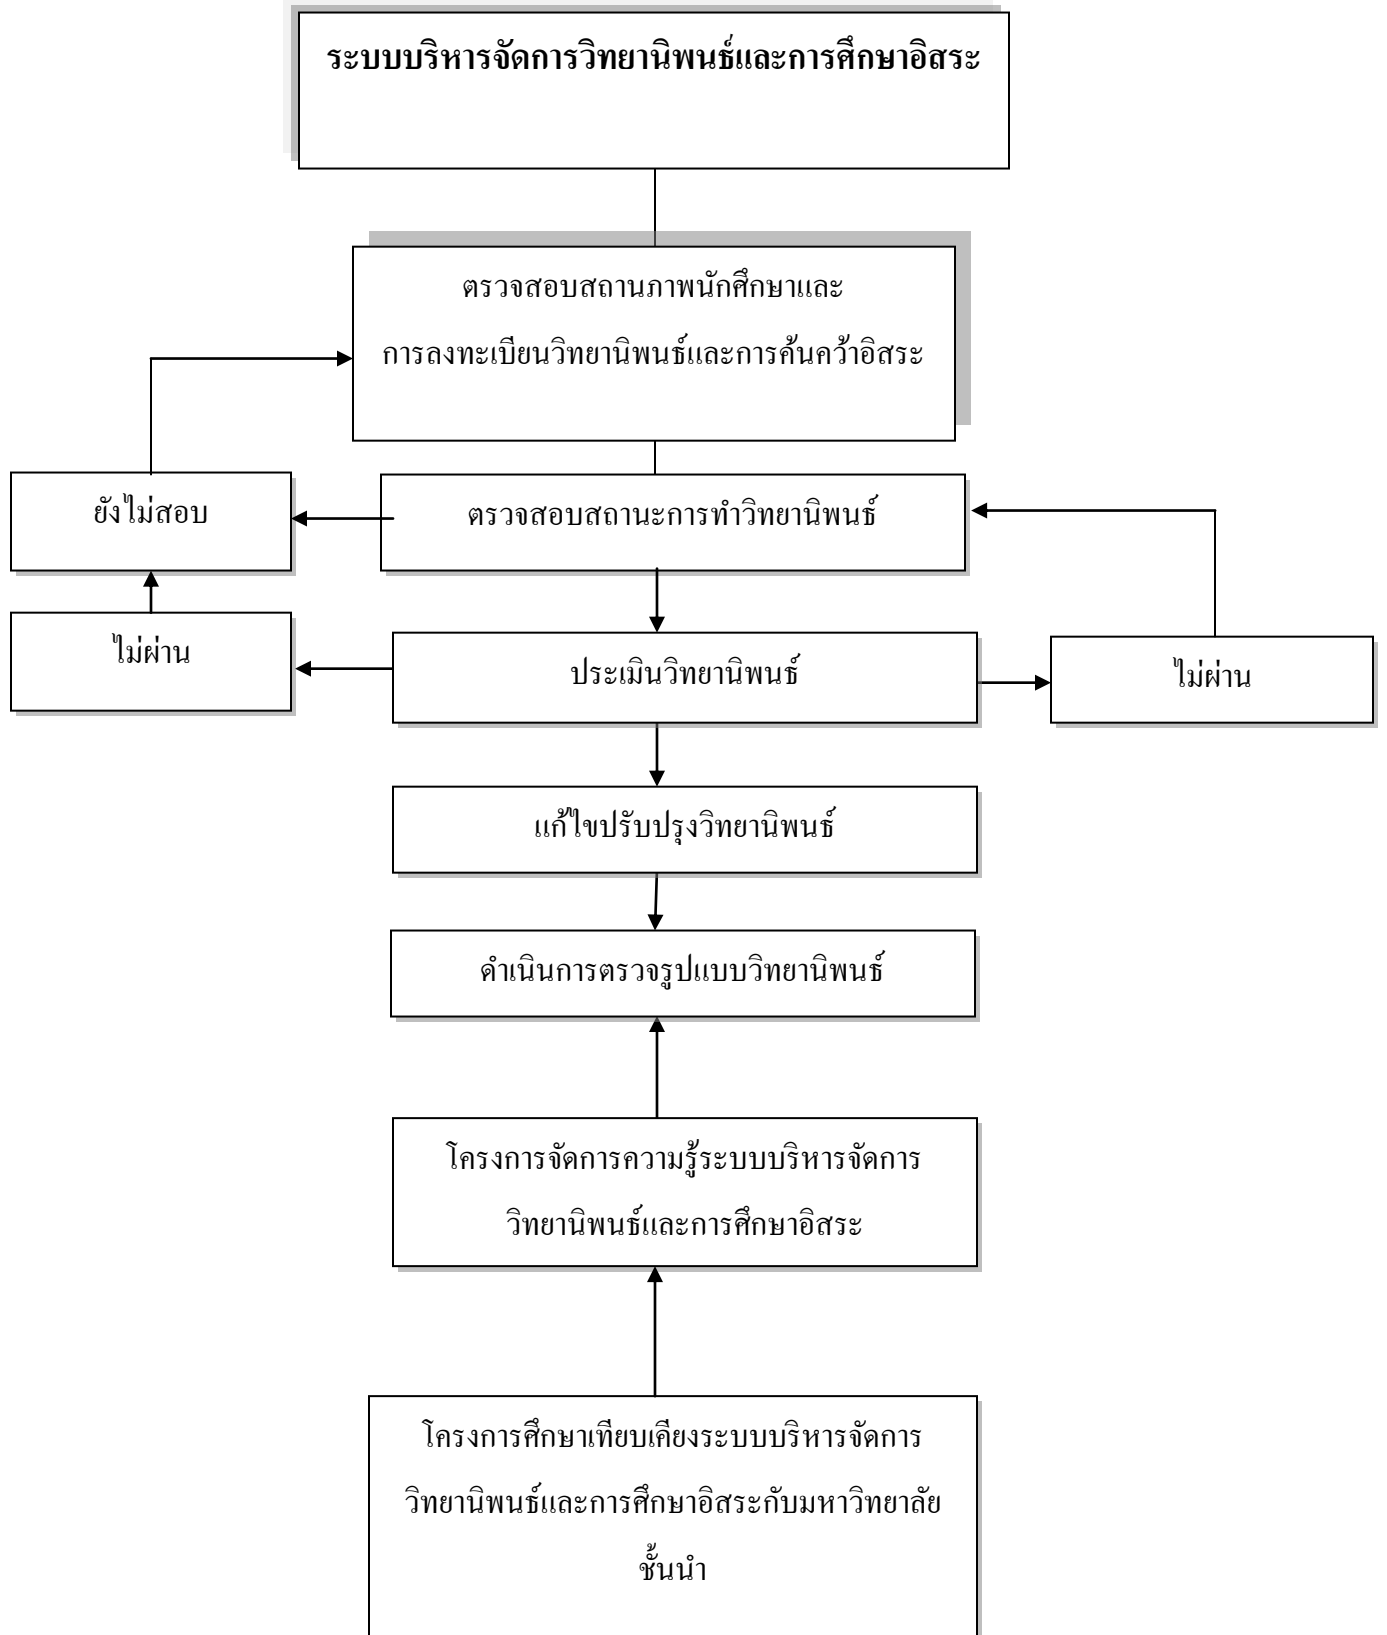 ระบบบริหารจัดการวิทยานิพนธ์และการศึกษาอิสระ
ตรวจสอบสถานภาพนักศึกษาและ
การลงทะเบียนวิทยานิพนธ์และการค้นคว้าอิสระ
ยังไม่สอบ
ตรวจสอบสถานะการทำวิทยานิพนธ์
ไม่ผ่าน
ประเมินวิทยานิพนธ์
ไม่ผ่าน
แก้ไขปรับปรุงวิทยานิพนธ์
ดำเนินการตรวจรูปแบบวิทยานิพนธ์
โครงการจัดการความรู้ระบบบริหารจัดการ
วิทยานิพนธ์และการศึกษาอิสระ
โครงการศึกษาเทียบเคียงระบบบริหารจัดการ
วิทยานิพนธ์และการศึกษาอิสระกับมหาวิทยาลัย
ชั้นนำ